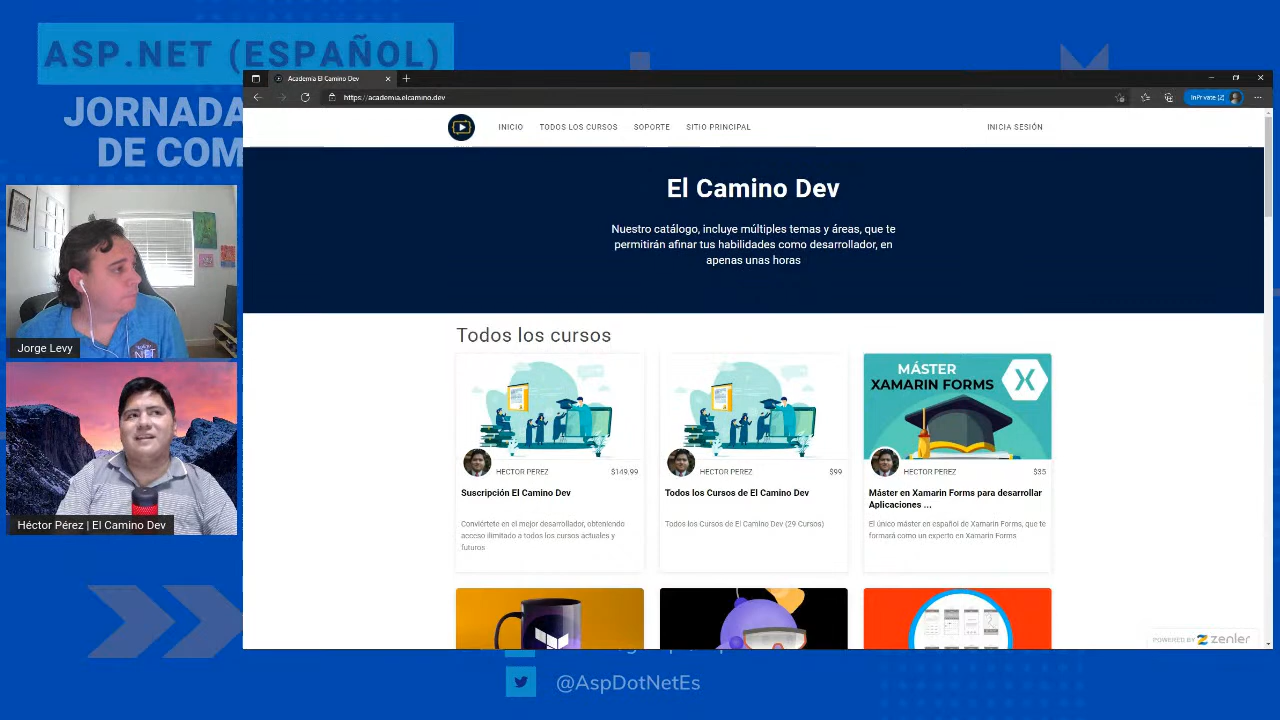 ASP.NET (ESPAÑOL)
JORNADA
DE COM
Academia El Camino Dev
https://academia.elcamino.dev
InPrivate (2)
INICIO
TODOS LOS CURSOS
SOPORTE
SITIO PRINCIPAL
INICIA SESIÓN
El Camino Dev
Nuestro catálogo, incluye múltiples temas y áreas, que te
permitirán afinar tus habilidades como desarrollador, en
apenas unas horas
Todos los cursos
MÁSTER
XAMARIN FORMS
HECTOR PEREZ $149.99
HECTOR PEREZ $99
HECTOR PEREZ $35
Suscripción El Camino Dev
Todos los Cursos de El Camino Dev
Máster en Xamarin Forms para desarrollar
Aplicaciones ...
Conviértete en el mejor desarrollador, obteniendo
acceso ilimitado a todos los cursos actuales y
futuros
Todos los Cursos de El Camino Dev (29 Cursos)
El único máster en español de Xamarin Forms, que te
formará como un experto en Xamarin Forms
POWERED BY zenler
Jorge Levy
NET
Héctor Pérez | El Camino Dev
@AspDotNetEs